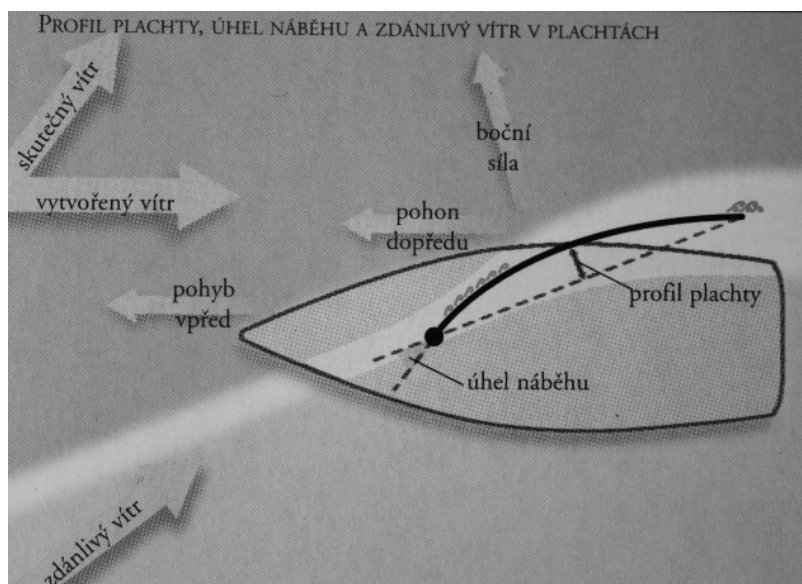 PROFIL PLACHTY, ÚHEL NÁBĚHU A ZDÁNLIVÝ VÍTR V PLACHTÁCH
skutečný vítr
boční
síla
vytvořený vítr
pohon
dopředu
pohyb
vpřed
profil plachty
úhel náběhu
zdánlivý vítr